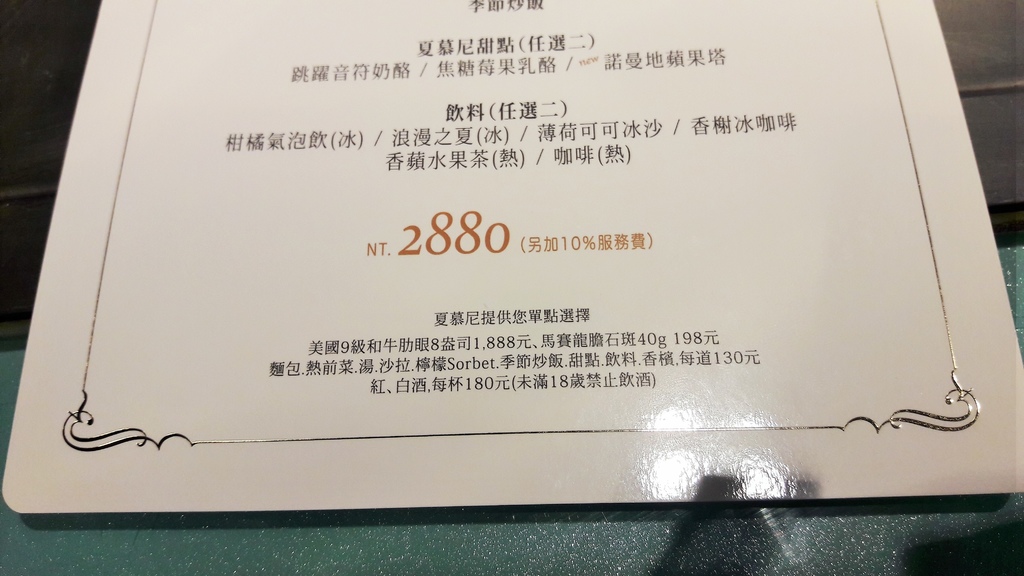 季節炒飯
夏慕尼甜點(任選二)
跳躍音符奶酪 / 焦糖莓果乳酪 / new 諾曼地蘋果塔
飲料(任選二)
柑橘氣泡飲(冰) / 浪漫之夏(冰) / 薄荷可可冰沙 / 香榭冰咖啡
香蘋水果茶(熱) / 咖啡(熱)
NT. 2880 (另加10%服務費)
夏慕尼提供您單點選擇
美國9級和牛肋眼8盎司1,888元、馬賽龍膽石斑40g 198元
麵包.熱前菜.湯.沙拉.檸檬Sorbet.季節炒飯.甜點.飲料.香檳,每道130元
紅、白酒,每杯180元(未滿18歲禁止飲酒)